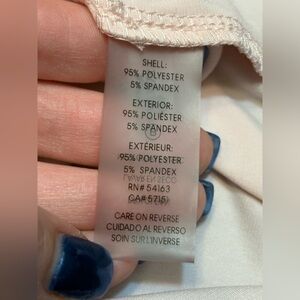 SHELL:
95% POLYESTER
5% SPANDEX
EXTERIOR:
95% POLIÉSTER
5% SPANDEX
EXTÉRIEUR:
95% POLYESTER
5% SPANDEX
RN# 54163
CA# 57151
CARE ON REVERSE
CUIDADO AL REVERSO
SOIN SUR L'INVERSE